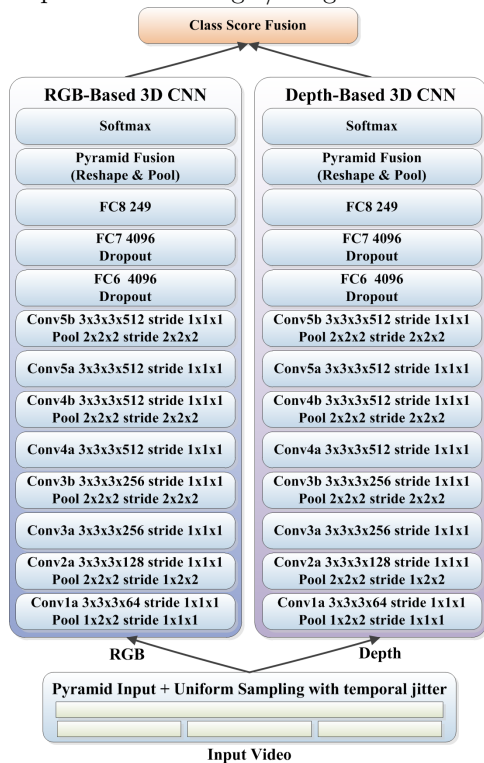 Class Score Fusion
RGB-Based 3D CNN
Softmax
Pyramid Fusion
(Reshape & Pool)
FC8 249
FC7 4096
Dropout
FC6 4096
Dropout
Conv5b 3x3x3x512 stride 1x1x1
Pool 2x2x2 stride 2x2x2
Conv5a 3x3x3x512 stride 1x1x1
Conv4b 3x3x3x512 stride 1x1x1
Pool 2x2x2 stride 2x2x2
Conv4a 3x3x3x512 stride 1x1x1
Conv3b 3x3x3x256 stride 1x1x1
Pool 2x2x2 stride 2x2x2
Conv3a 3x3x3x256 stride 1x1x1
Conv2a 3x3x3x128 stride 1x1x1
Pool 2x2x2 stride 1x2x2
Conv1a 3x3x3x64 stride 1x1x1
Pool 1x2x2 stride 1x1x1
RGB
Depth-Based 3D CNN
Softmax
Pyramid Fusion
(Reshape & Pool)
FC8 249
FC7 4096
Dropout
FC6 4096
Dropout
Conv5b 3x3x3x512 stride 1x1x1
Pool 2x2x2 stride 2x2x2
Conv5a 3x3x3x512 stride 1x1x1
Conv4b 3x3x3x512 stride 1x1x1
Pool 2x2x2 stride 2x2x2
Conv4a 3x3x3x512 stride 1x1x1
Conv3b 3x3x3x256 stride 1x1x1
Pool 2x2x2 stride 2x2x2
Conv3a 3x3x3x256 stride 1x1x1
Conv2a 3x3x3x128 stride 1x1x1
Pool 2x2x2 stride 1x2x2
Conv1a 3x3x3x64 stride 1x1x1
Pool 1x2x2 stride 1x1x1
Depth
Pyramid Input + Uniform Sampling with temporal jitter
Input Video